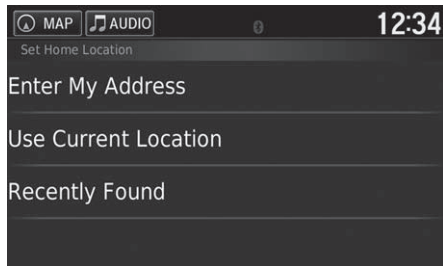 MAP AUDIO 12:34
Set Home Location
Enter My Address
Use Current Location
Recently Found